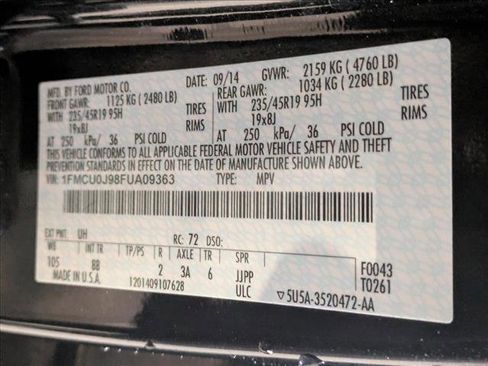 MFD. BY FORD MOTOR CO. DATE: 09/14 GVWR: 2159 KG ( 4760 LB)
FRONT GAWR: 1125 KG ( 2480 LB) REAR GAWR: 1034 KG ( 2280 LB)
WITH 235/45R19 95H TIRES WITH 235/45R19 95H TIRES
19x8J RIMS 19x8J RIMS
AT 250 kPa/ 36 PSI COLD AT 250 kPa/ 36 PSI COLD
THIS VEHICLE CONFORMS TO ALL APPLICABLE FEDERAL MOTOR VEHICLE SAFETY AND THEFT
PREVENTION STANDARDS IN EFFECT ON THE DATE OF MANUFACTURE SHOWN ABOVE.
VIN: 1FMCU0J98FUA09363 TYPE: MPV
EXT PNT: UH RC: 72 DSO:
WB INT TR TP/PS R AXLE TR SPR F0043
105 BB 2 3A 6 JJPP T0261
MADE IN U.S.A. 1201409107628 ULC ▽5U5A-3520472-AA